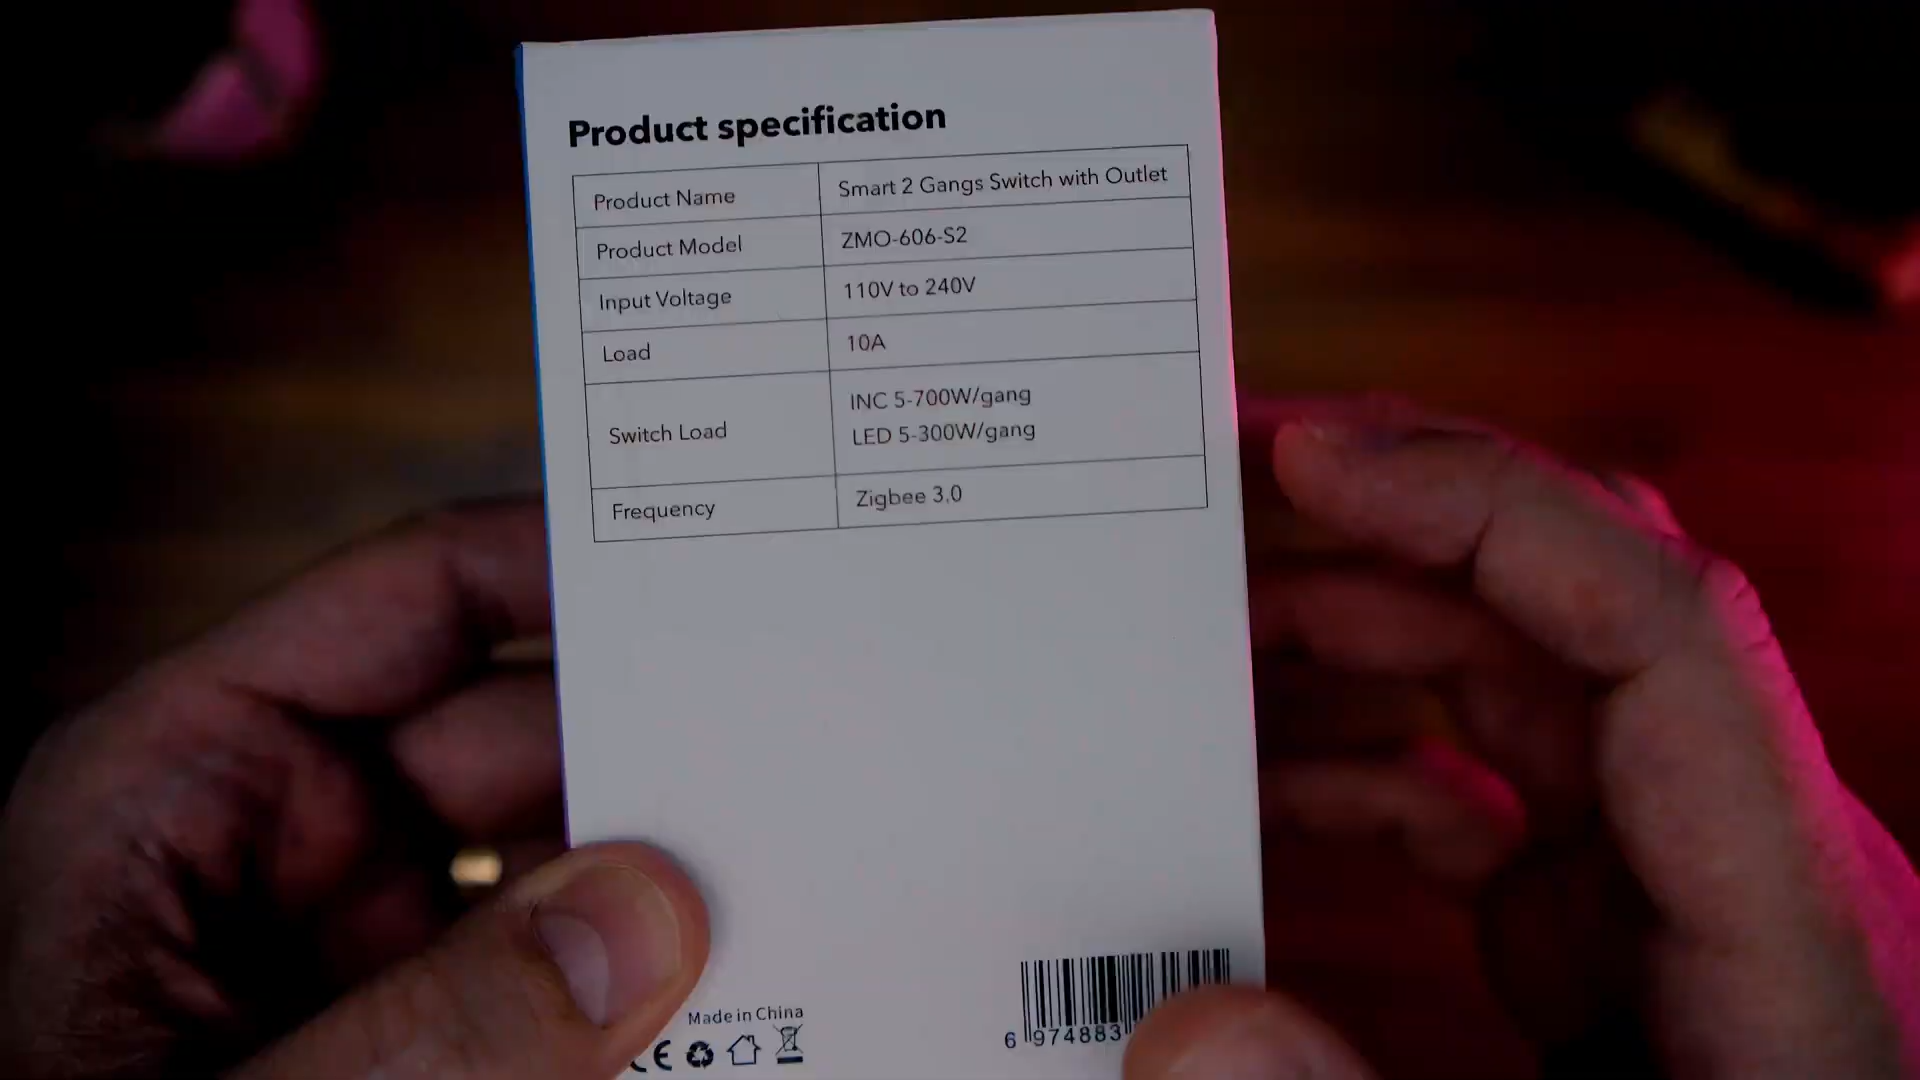 Product specification
Product Name Smart 2 Gangs Switch with Outlet
Product Model ZMO-606-S2
Input Voltage 110V to 240V
Load 10A
Switch Load INC 5-700W/gang
LED 5-300W/gang
Frequency Zigbee 3.0
Made in China
CE
6 974883